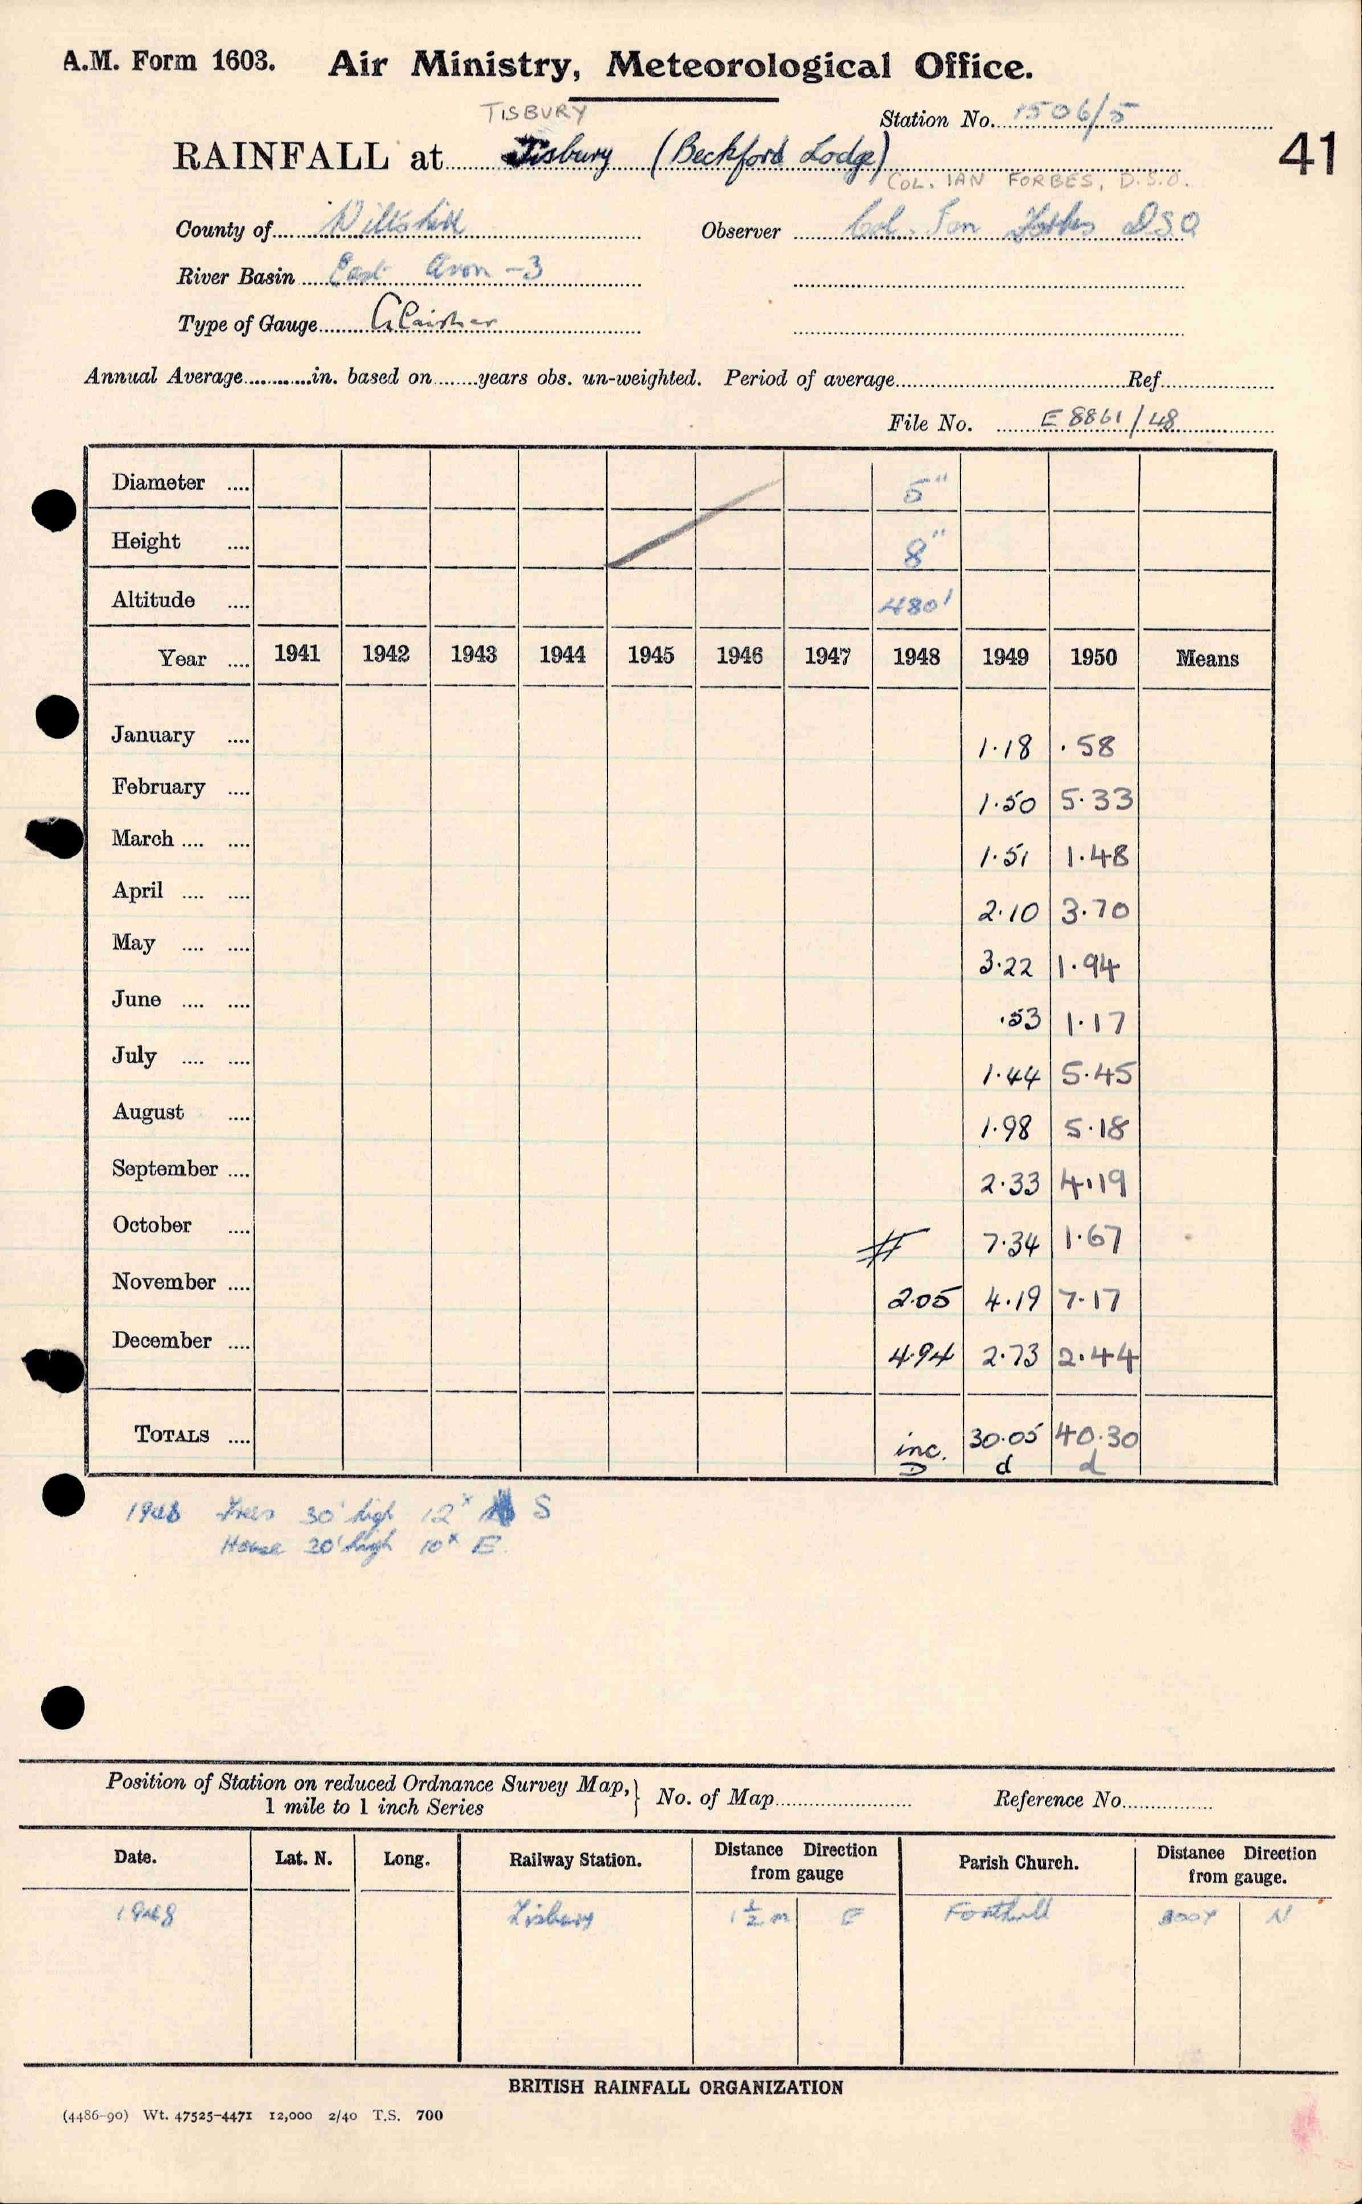 A.M. Form 1603. Air Ministry, Meteorological Office.
TISBURY
Station No. 1506/5
RAINFALL at Tisbury (Beckford Lodge)
41
COL. IAN FORBES, D.S.O.
County of Wiltshire Observer Col. Ian Forbes DSO
River Basin East Avon -3
Type of Gauge Glaisher
Annual Average............in. based on........years obs. un-weighted. Period of average............Ref............
File No. E8861/48
Diameter .... 5"
Height .... 8"
Altitude .... 480'
Year .... 1941 1942 1943 1944 1945 1946 1947 1948 1949 1950 Means
January .... 1.18 .58
February .... 1.50 5.33
March .... .... 1.51 1.48
April .... .... 2.10 3.70
May .... .... 3.22 1.94
June .... .... .53 1.17
July .... .... 1.44 5.45
August .... 1.98 5.18
September .... 2.33 4.19
October .... 7.34 1.67
November .... 2.05 4.19 7.17
December .... 4.94 2.73 2.44
TOTALS .... inc. 30.05 40.30
D d d
1948 Trees 30' high 12x S
House 20' high 10x E
Position of Station on reduced Ordnance Survey Map, } No. of Map............ Reference No............
1 mile to 1 inch Series
Date. Lat. N. Long. Railway Station. Distance Direction from gauge Parish Church. Distance Direction from gauge.
1948 Tisbury 1½ m E Fonthill 800Y N
BRITISH RAINFALL ORGANIZATION
(4486-90) Wt. 47525-4471 12,000 2/40 T.S. 700